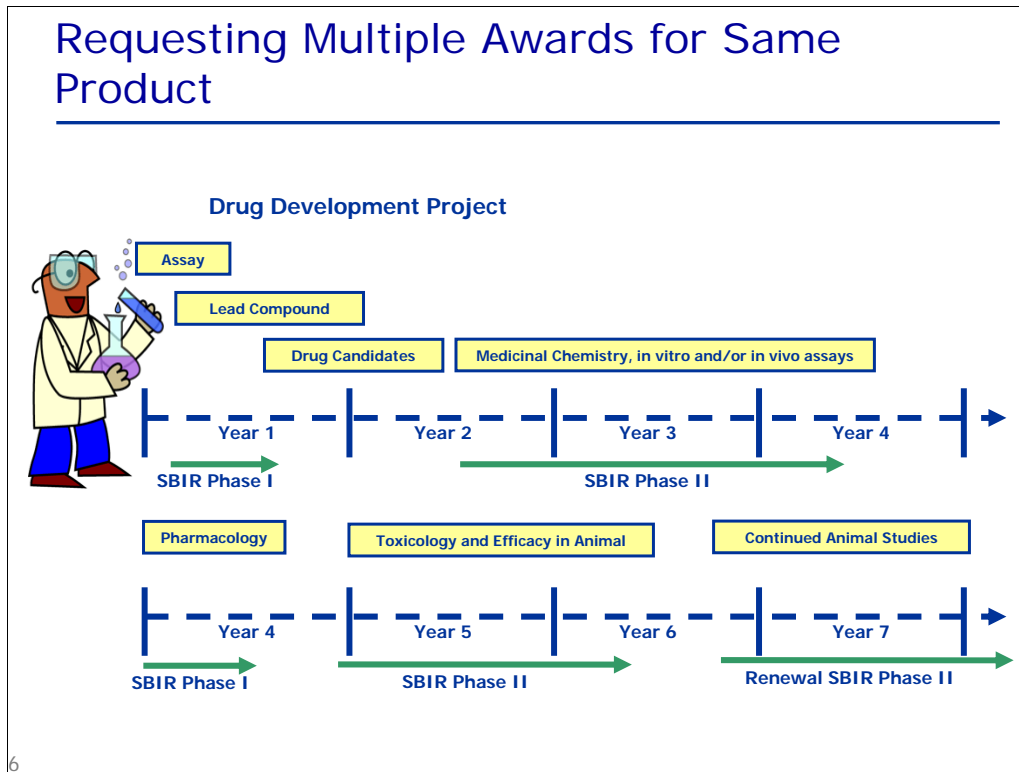 Requesting Multiple Awards for Same
Product
Drug Development Project
Assay
Lead Compound
Drug Candidates
Medicinal Chemistry, in vitro and/or in vivo assays
Year 1
Year 2
Year 3
Year 4
SBIR Phase I
SBIR Phase II
Pharmacology
Toxicology and Efficacy in Animal
Continued Animal Studies
Year 4
Year 5
Year 6
Year 7
SBIR Phase I
SBIR Phase II
Renewal SBIR Phase II
6